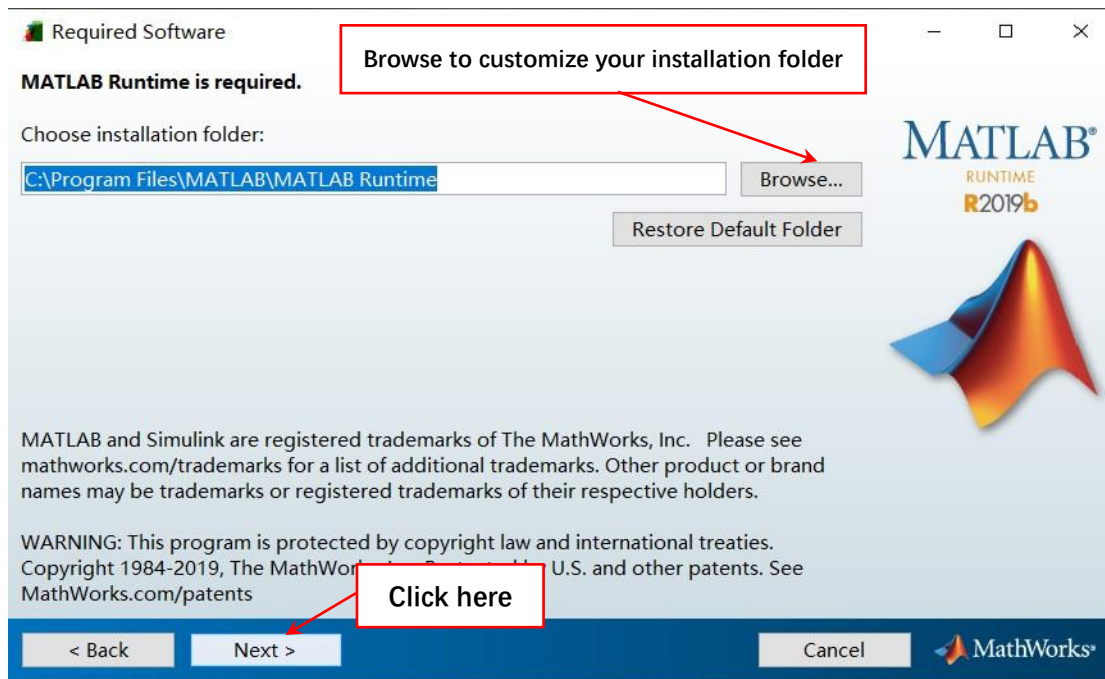 Required Software
Browse to customize your installation folder
MATLAB Runtime is required.
Choose installation folder:
C:\Program Files\MATLAB\MATLAB Runtime
Browse...
Restore Default Folder
MATLAB®
RUNTIME
R2019b
MATLAB and Simulink are registered trademarks of The MathWorks, Inc. Please see
mathworks.com/trademarks for a list of additional trademarks. Other product or brand
names may be trademarks or registered trademarks of their respective holders.
WARNING: This program is protected by copyright law and international treaties.
Copyright 1984-2019, The MathWor U.S. and other patents. See
MathWorks.com/patents
Click here
< Back
Next >
Cancel
MathWorks®